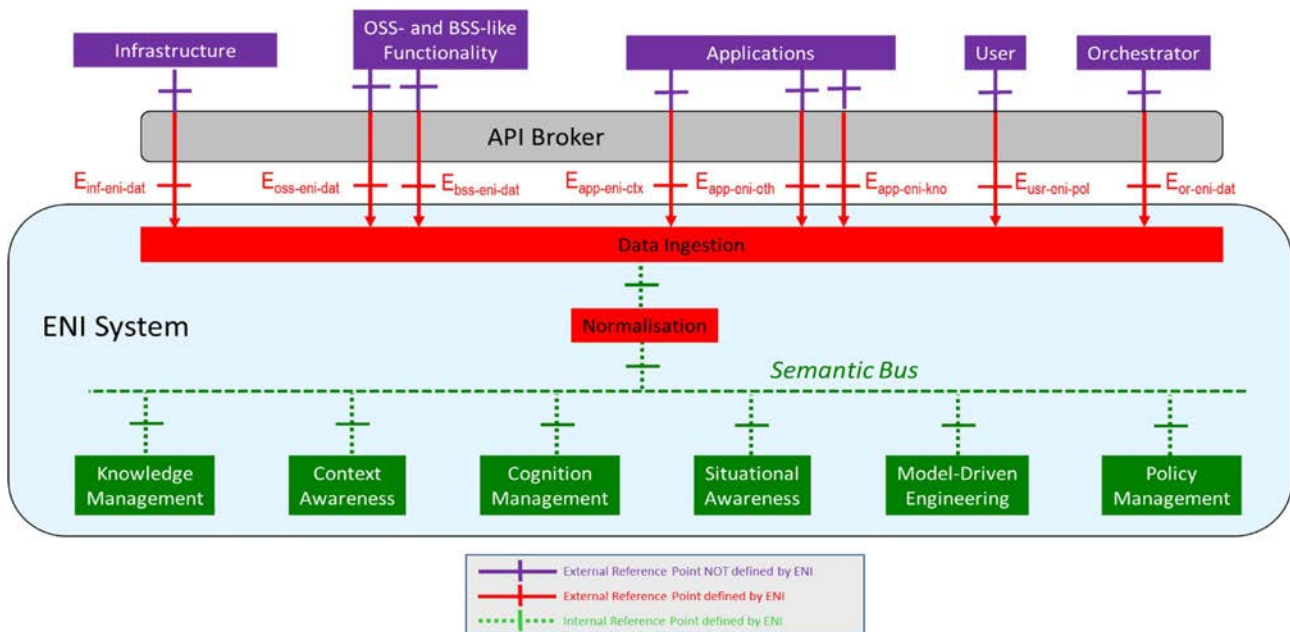 Infrastructure
OSS- and BSS-like
Functionality
Applications
User
Orchestrator
API Broker
Einf-eni-dat
Eoss-eni-dat
Ebss-eni-dat
Eapp-eni-ctx
Eapp-eni-oth
Eapp-eni-kno
Eusr-eni-pol
Eor-eni-dat
Data Ingestion
ENI System
Normalisation
Semantic Bus
Knowledge
Management
Context
Awareness
Cognition
Management
Situational
Awareness
Model-Driven
Engineering
Policy
Management
External Reference Point NOT defined by ENI
External Reference Point defined by ENI
Internal Reference Point defined by ENI